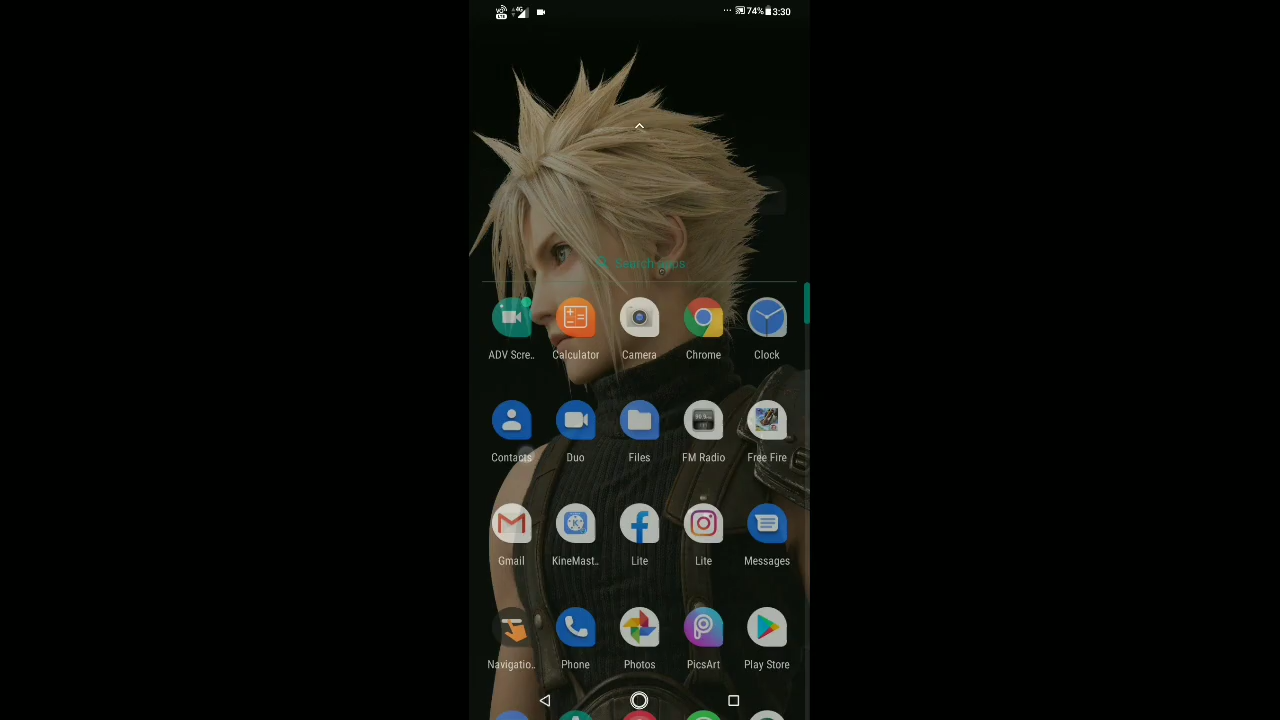 4G 74% 3:30
Search apps
ADV Scre.. Calculator Camera Chrome Clock
Contacts Duo Files FM Radio Free Fire
Gmail KineMast.. Lite Lite Messages
Navigatio.. Phone Photos PicsArt Play Store